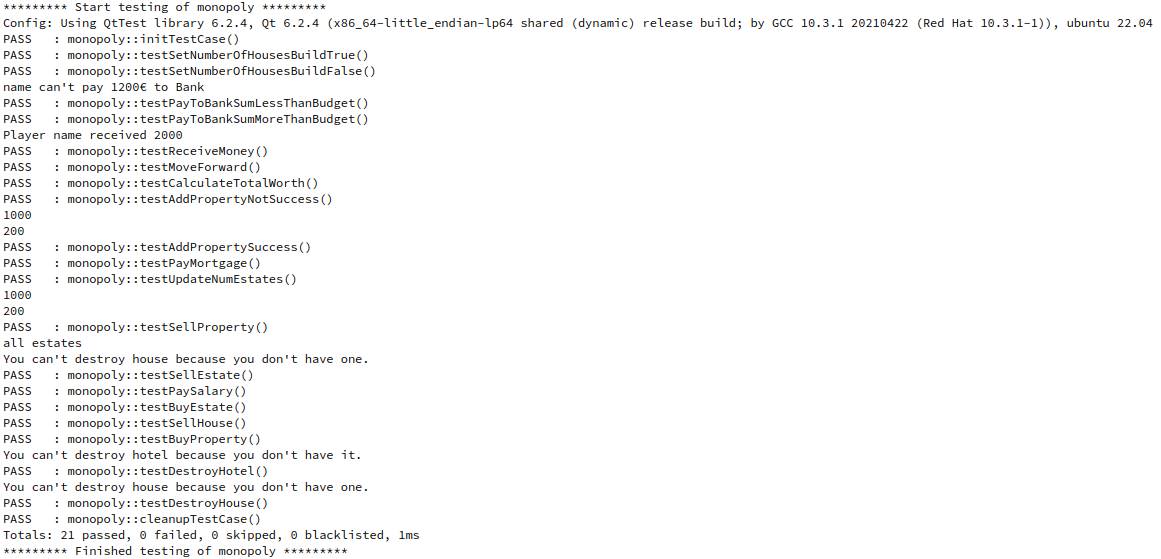 ********* Start testing of monopoly *********
Config: Using QtTest library 6.2.4, Qt 6.2.4 (x86_64-little_endian-lp64 shared (dynamic) release build; by GCC 10.3.1 20210422 (Red Hat 10.3.1-1)), ubuntu 22.04
PASS   : monopoly::initTestCase()
PASS   : monopoly::testSetNumberOfHousesBuildTrue()
PASS   : monopoly::testSetNumberOfHousesBuildFalse()
name can't pay 1200€ to Bank
PASS   : monopoly::testPayToBankSumLessThanBudget()
PASS   : monopoly::testPayToBankSumMoreThanBudget()
Player name received 2000
PASS   : monopoly::testReceiveMoney()
PASS   : monopoly::testMoveForward()
PASS   : monopoly::testCalculateTotalWorth()
PASS   : monopoly::testAddPropertyNotSuccess()
1000
200
PASS   : monopoly::testAddPropertySuccess()
PASS   : monopoly::testPayMortgage()
PASS   : monopoly::testUpdateNumEstates()
1000
200
PASS   : monopoly::testSellProperty()
all estates
You can't destroy house because you don't have one.
PASS   : monopoly::testSellEstate()
PASS   : monopoly::testPaySalary()
PASS   : monopoly::testBuyEstate()
PASS   : monopoly::testSellHouse()
PASS   : monopoly::testBuyProperty()
You can't destroy hotel because you don't have it.
PASS   : monopoly::testDestroyHotel()
You can't destroy house because you don't have one.
PASS   : monopoly::testDestroyHouse()
PASS   : monopoly::cleanupTestCase()
Totals: 21 passed, 0 failed, 0 skipped, 0 blacklisted, 1ms
********* Finished testing of monopoly *********